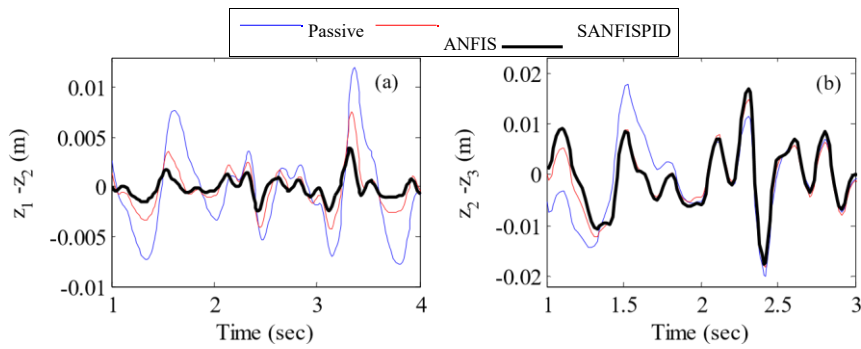 Passive
ANFIS
SANFISPID
(a)
0.01
0.005
0
-0.005
-0.01
z1 -z2 (m)
1
2
3
4
Time (sec)
(b)
0.02
0.01
0
-0.01
-0.02
z2 -z3 (m)
1
1.5
2
2.5
3
Time (sec)